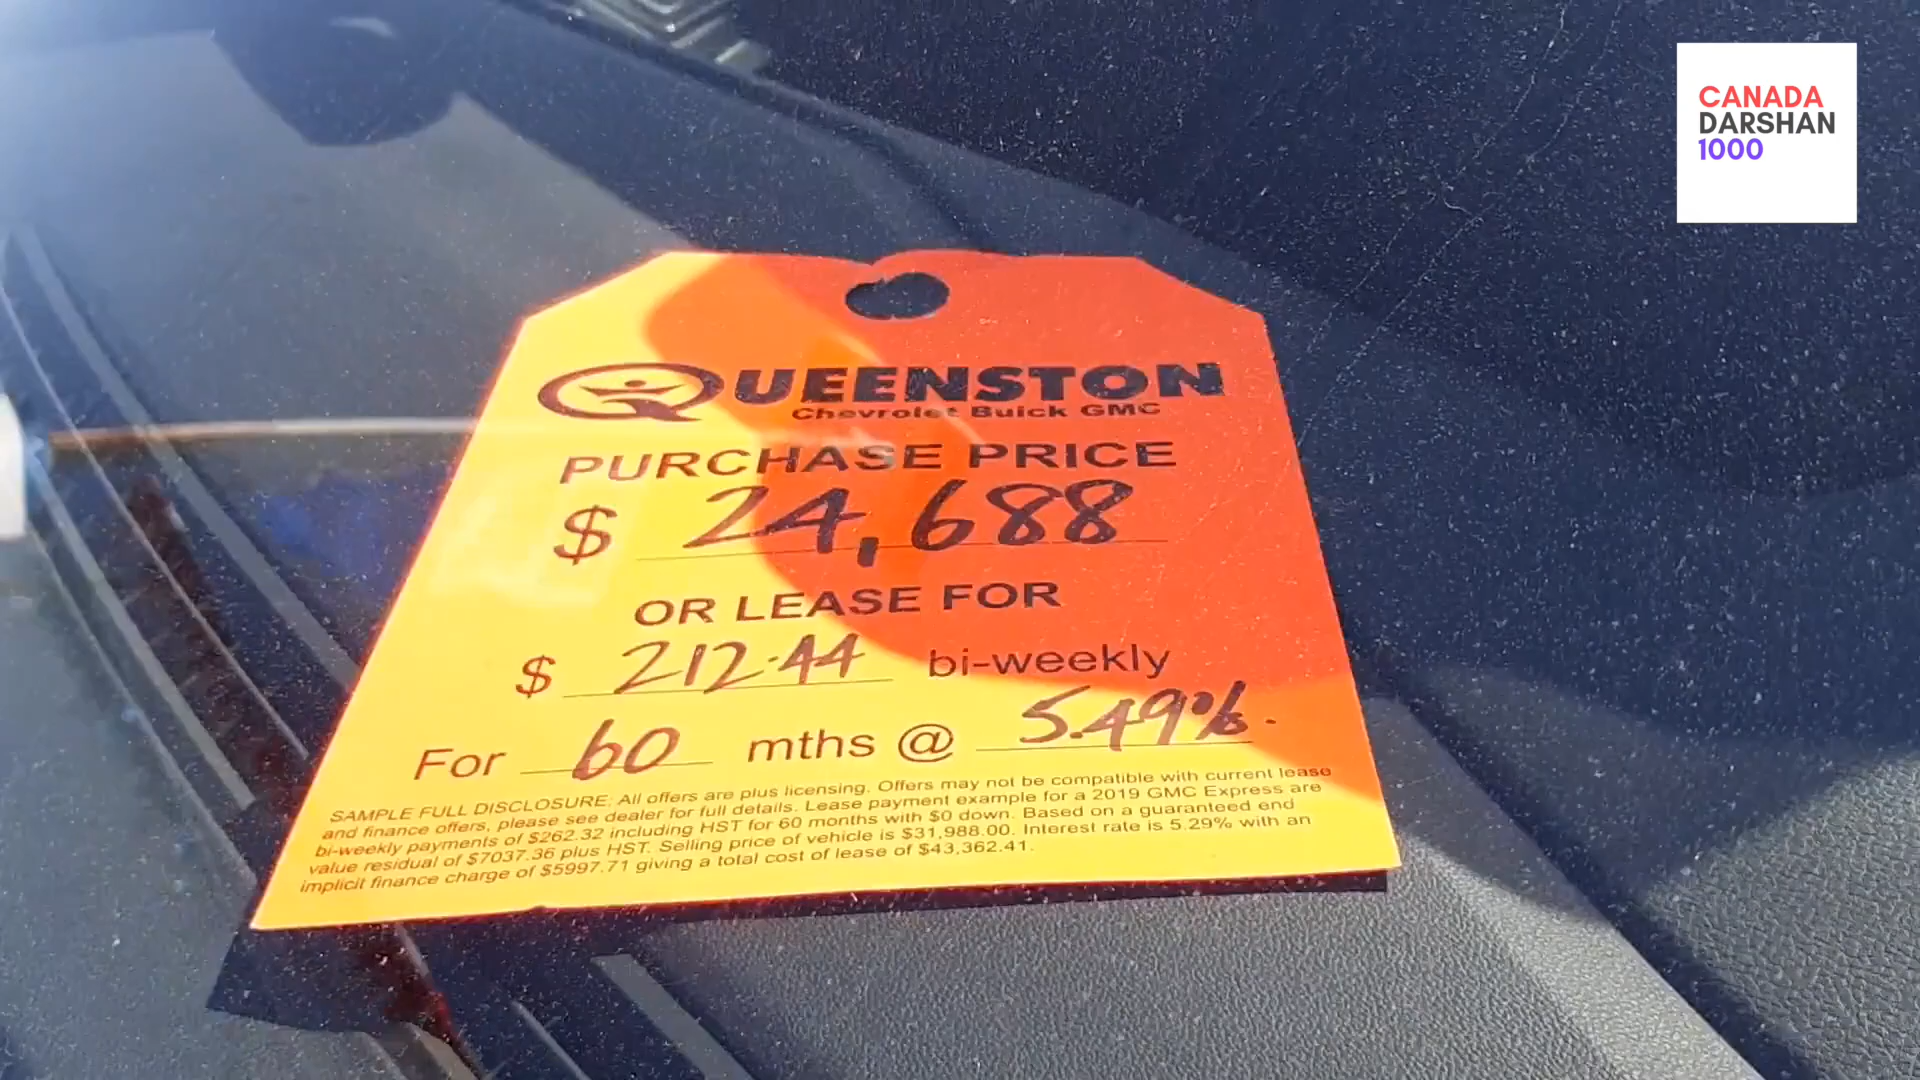 CANADA
DARSHAN
1000
QUEENSTON
Chevrolet Buick GMC
PURCHASE PRICE
$ 24,688
OR LEASE FOR
$ 212.44 bi-weekly
For 60 mths @ 5.49%.
SAMPLE FULL DISCLOSURE: All offers are plus licensing. Offers may not be compatible with current lease
and finance offers, please see dealer for full details. Lease payment example for a 2019 GMC Express are
bi-weekly payments of $262.32 including HST for 60 months with $0 down. Based on a guaranteed end
value residual of $7037.36 plus HST. Selling price of vehicle is $31,988.00. Interest rate is 5.29% with an
implicit finance charge of $5997.71 giving a total cost of lease of $43,362.41.